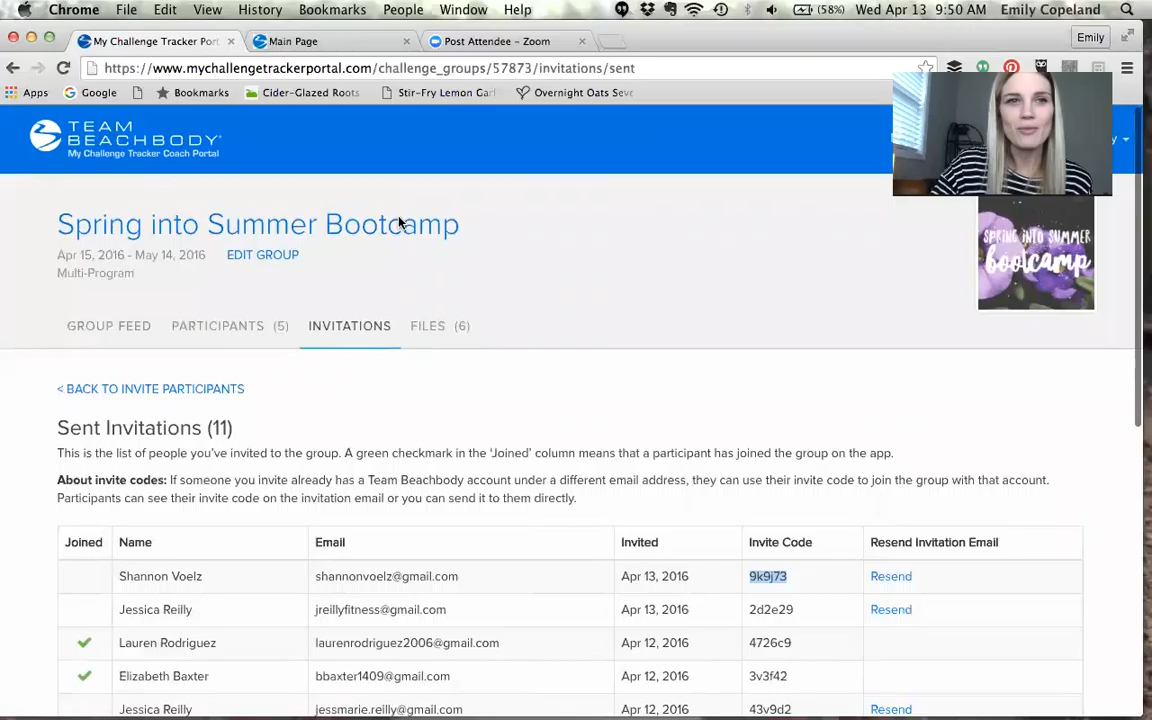 Chrome File Edit View History Bookmarks People Window Help (58%) Wed Apr 13 9:50 AM Emily Copeland
My Challenge Tracker Por Main Page Post Attendee - Zoom Emily
https://www.mychallengetrackerportal.com/challenge_groups/57873/invitations/sent
Apps Google Bookmarks Cider-Glazed Roots Stir-Fry Lemon Garl Overnight Oats Seve
TEAM
BEACHBODY
My Challenge Tracker Coach Portal
y
Spring into Summer Bootcamp
Apr 15, 2016 - May 14, 2016 EDIT GROUP
Multi-Program
SPRING INTO SUMMER
bootcamp
GROUP FEED PARTICIPANTS (5) INVITATIONS FILES (6)
< BACK TO INVITE PARTICIPANTS
Sent Invitations (11)
This is the list of people you've invited to the group. A green checkmark in the 'Joined' column means that a participant has joined the group on the app.
About invite codes: If someone you invite already has a Team Beachbody account under a different email address, they can use their invite code to join the group with that account.
Participants can see their invite code on the invitation email or you can send it to them directly.
Joined Name Email Invited Invite Code Resend Invitation Email
Shannon Voelz shannonvoelz@gmail.com Apr 13, 2016 9k9j73 Resend
Jessica Reilly jreillyfitness@gmail.com Apr 13, 2016 2d2e29 Resend
Lauren Rodriguez laurenrodriguez2006@gmail.com Apr 12, 2016 4726c9
Elizabeth Baxter bbaxter1409@gmail.com Apr 12, 2016 3v3f42
Jessica Reilly jessmarie.reilly@gmail.com Apr 12, 2016 43v9d2 Resend